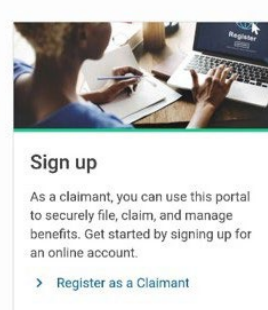 Register
Sign up
As a claimant, you can use this portal
to securely file, claim, and manage
benefits. Get started by signing up for
an online account.
> Register as a Claimant